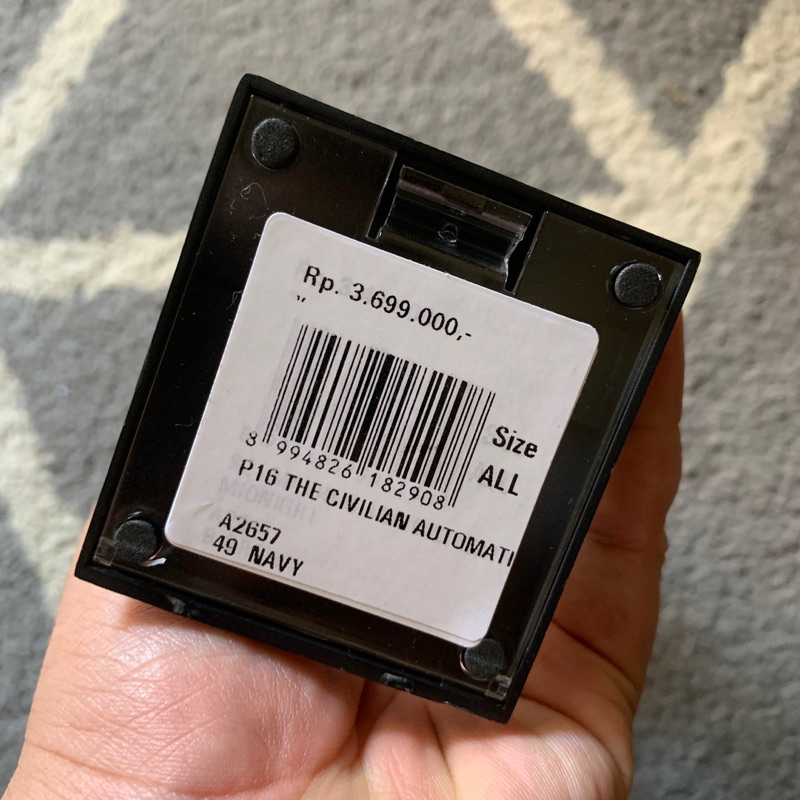 Rp. 3.699.000,-
Size
ALL
8 994826 182908
P16 THE CIVILIAN AUTOMATI
A2657
49 NAVY